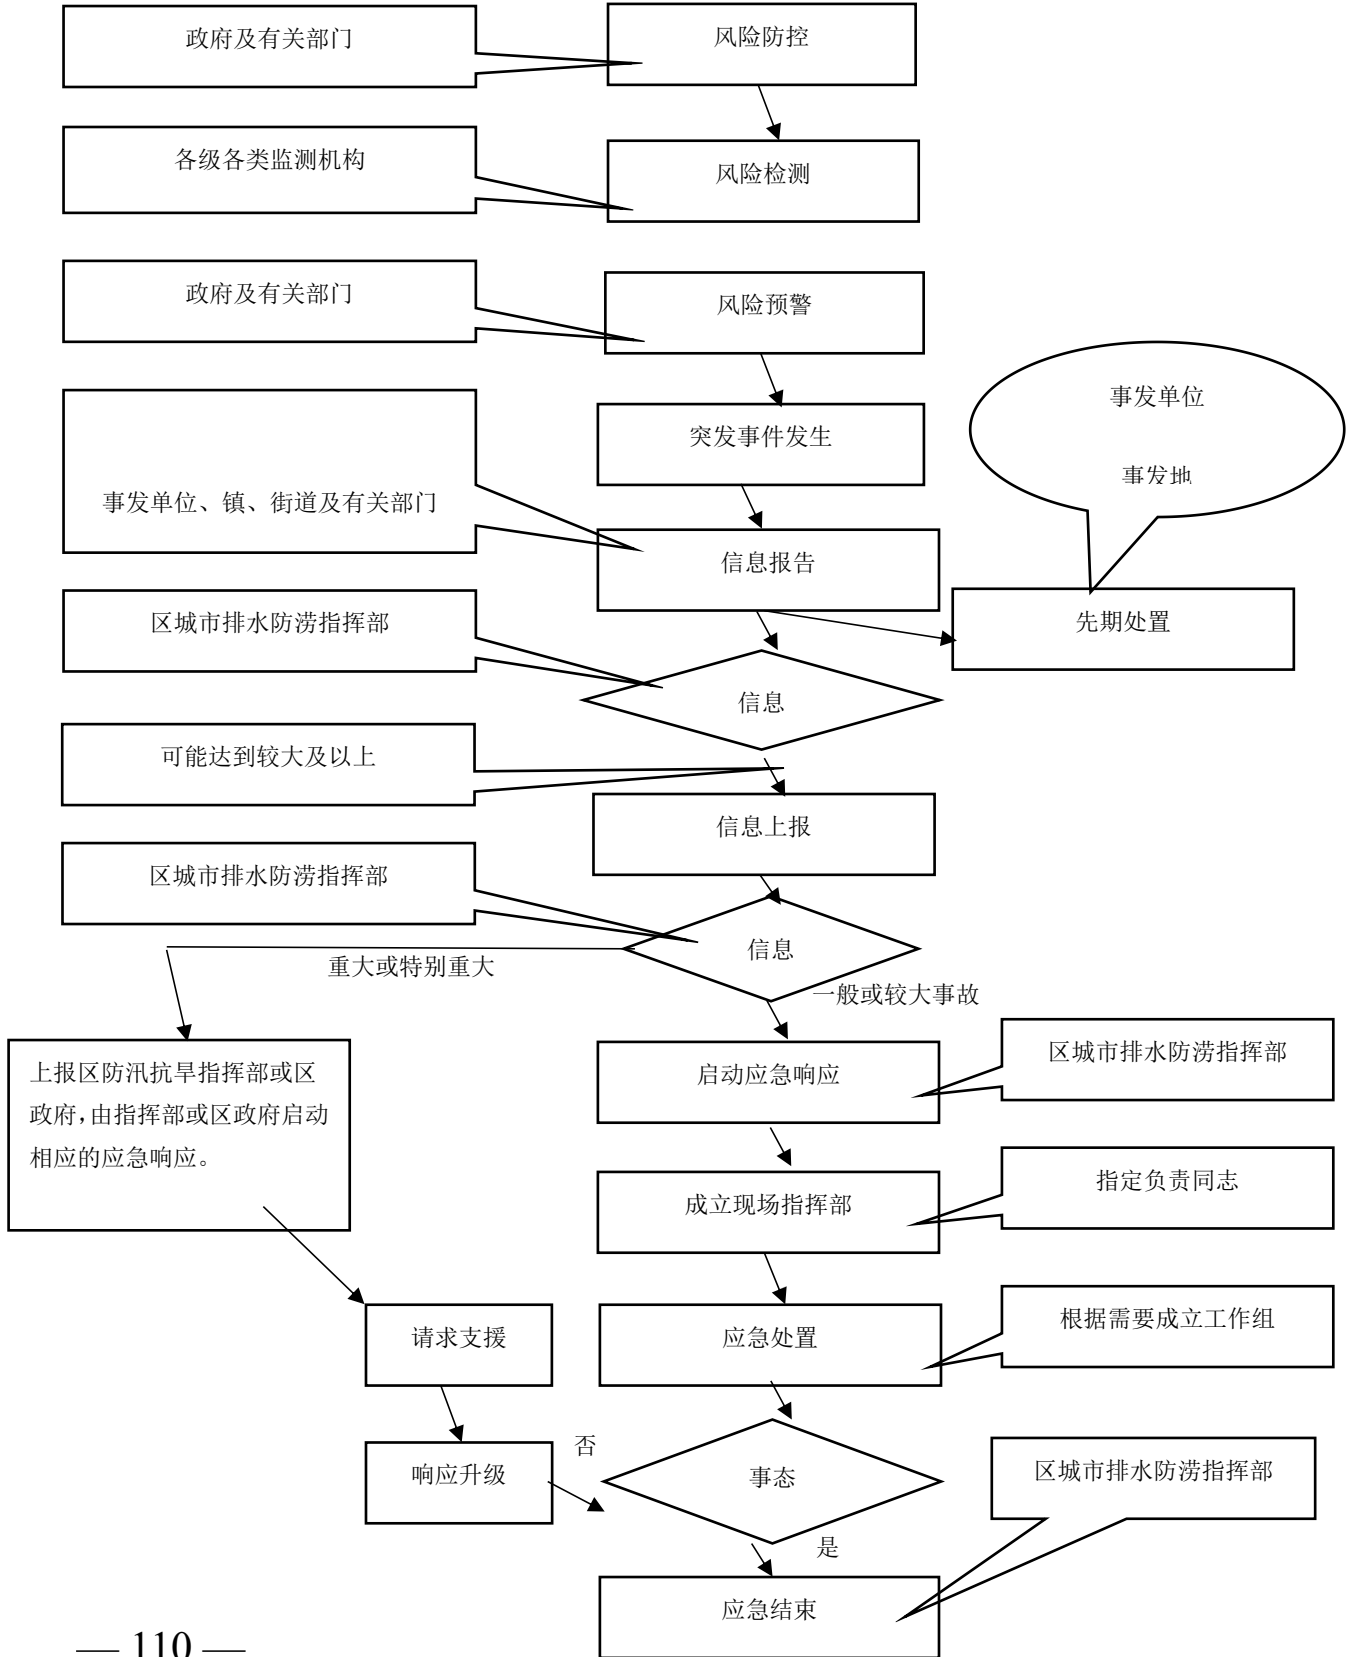 政府及有关部门
风险防控
各级各类监测机构
风险检测
政府及有关部门
风险预警
事发单位
突发事件发生
事发地
事发单位、镇、街道及有关部门
信息报告
区城市排水防涝指挥部
先期处置
信息
可能达到较大及以上
信息上报
区城市排水防涝指挥部
信息
重大或特别重大
一般或较大事故
区城市排水防涝指挥部
启动应急响应
上报区防汛抗旱指挥部或区
政府，由指挥部或区政府启动
相应的应急响应。
指定负责同志
成立现场指挥部
根据需要成立工作组
请求支援
应急处置
否
响应升级
事态
区城市排水防涝指挥部
是
应急结束
— 110 —